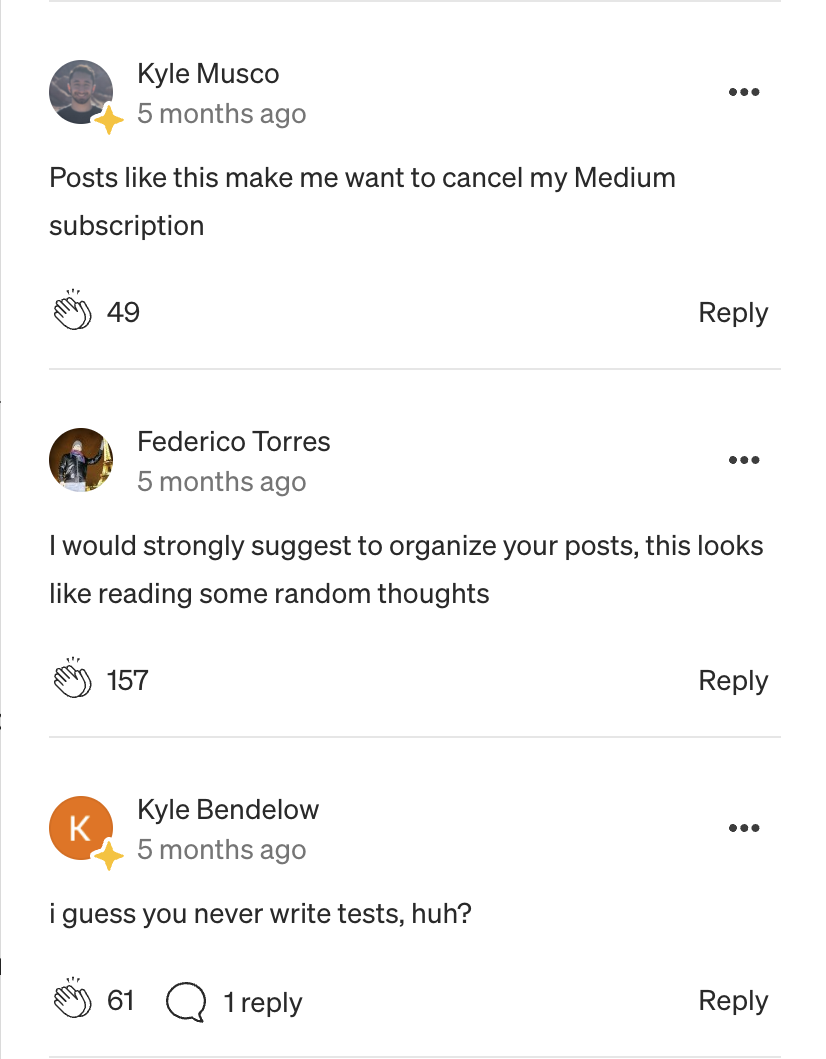 Kyle Musco
5 months ago
Posts like this make me want to cancel my Medium
subscription
49
Reply
Federico Torres
5 months ago
I would strongly suggest to organize your posts, this looks
like reading some random thoughts
157
Reply
K
Kyle Bendelow
5 months ago
i guess you never write tests, huh?
61
1 reply
Reply